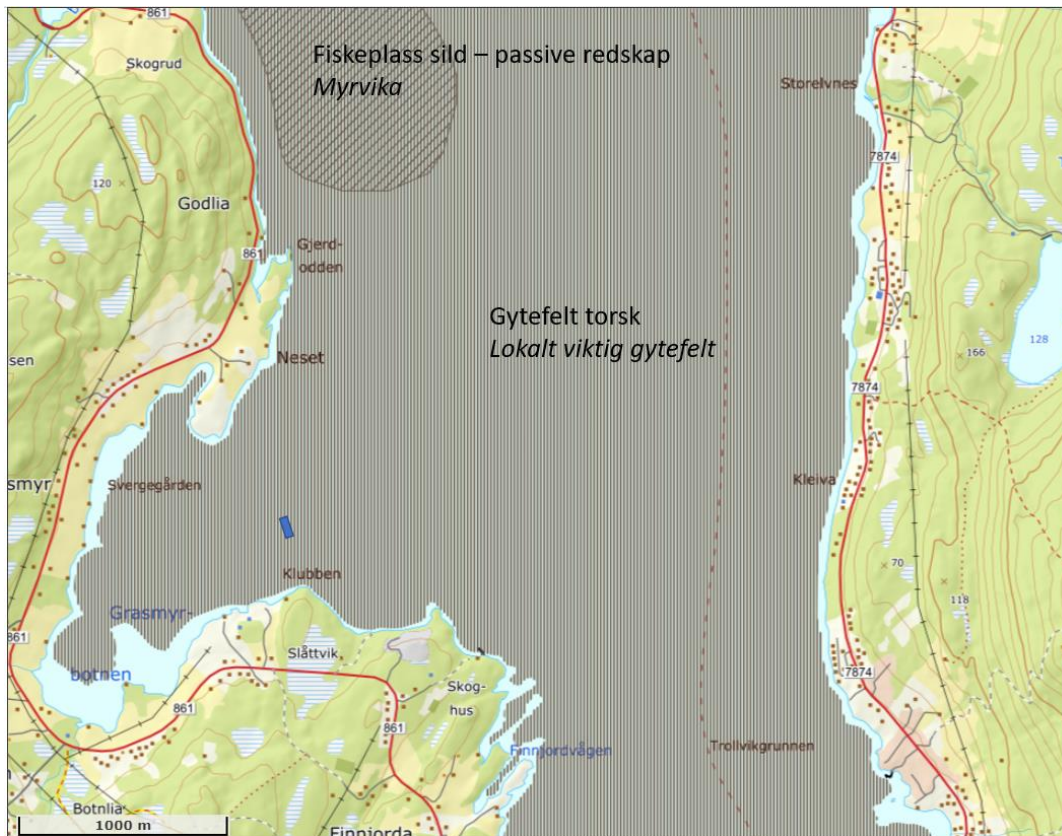 861
Skogrud
Fiskeplass sild – passive redskap
Myrvika
Storelvnes
7874
120
Godlia
861
Gjerd-
odden
Gytefelt torsk
Lokalt viktig gytefelt
128
166
sen
Neset
7874
smyr
Svergegården
Kleiva
70
Klubben
118
Grasmyr-
861
botnen
Slåttvik
7874
861
Skog-
hus
861
Finnjordvågen
Trollvikgrunnen
Botnlia
1000 m
Finnjorda